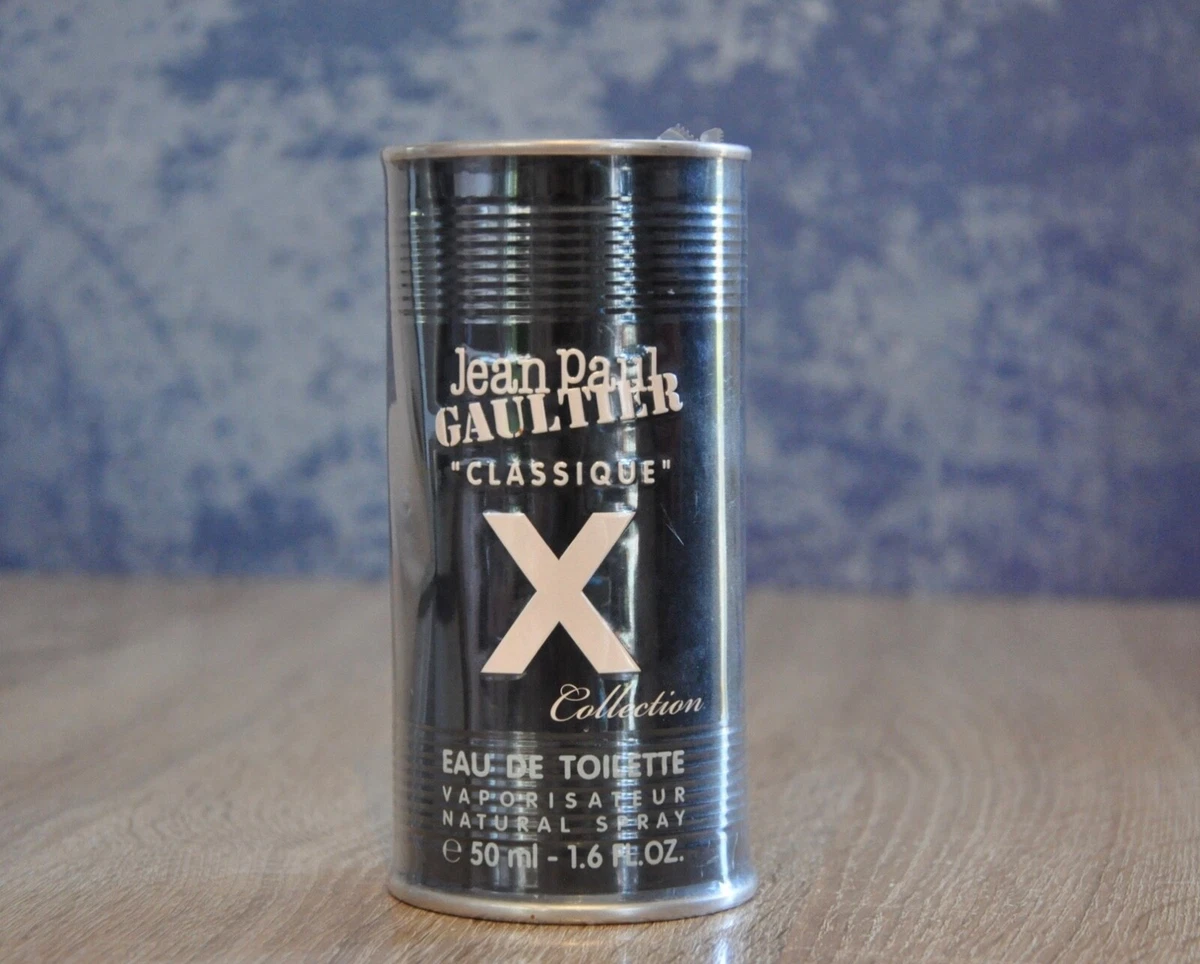 Jean Paul
GAULTIER
"CLASSIQUE"
X
Collection
EAU DE TOILETTE
VAPORISATEUR
NATURAL SPRAY
℮ 50 ml - 1.6 FL.OZ.